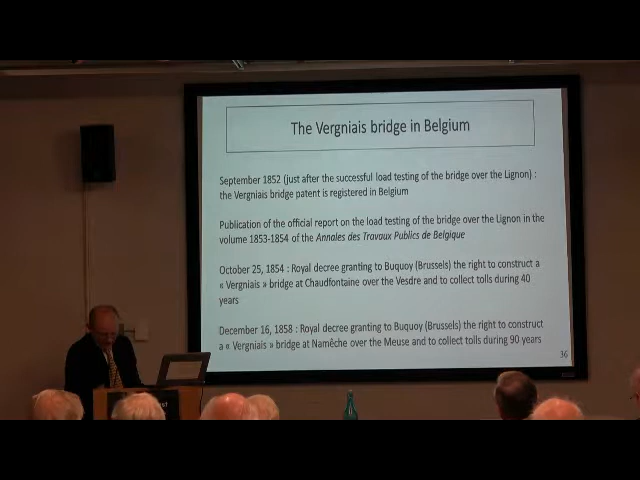 The Vergniais bridge in Belgium
September 1852 (just after the successful load testing of the bridge over the Lignon) :
the Vergniais bridge patent is registered in Belgium
Publication of the official report on the load testing of the bridge over the Lignon in the
volume 1853-1854 of the Annales des Travaux Publics de Belgique
October 25, 1854 : Royal decree granting to Buquoy (Brussels) the right to construct a
« Vergniais » bridge at Chaudfontaine over the Vesdre and to collect tolls during 40
years
December 16, 1858 : Royal decree granting to Buquoy (Brussels) the right to construct
a « Vergniais » bridge at Namêche over the Meuse and to collect tolls during 90 years
36